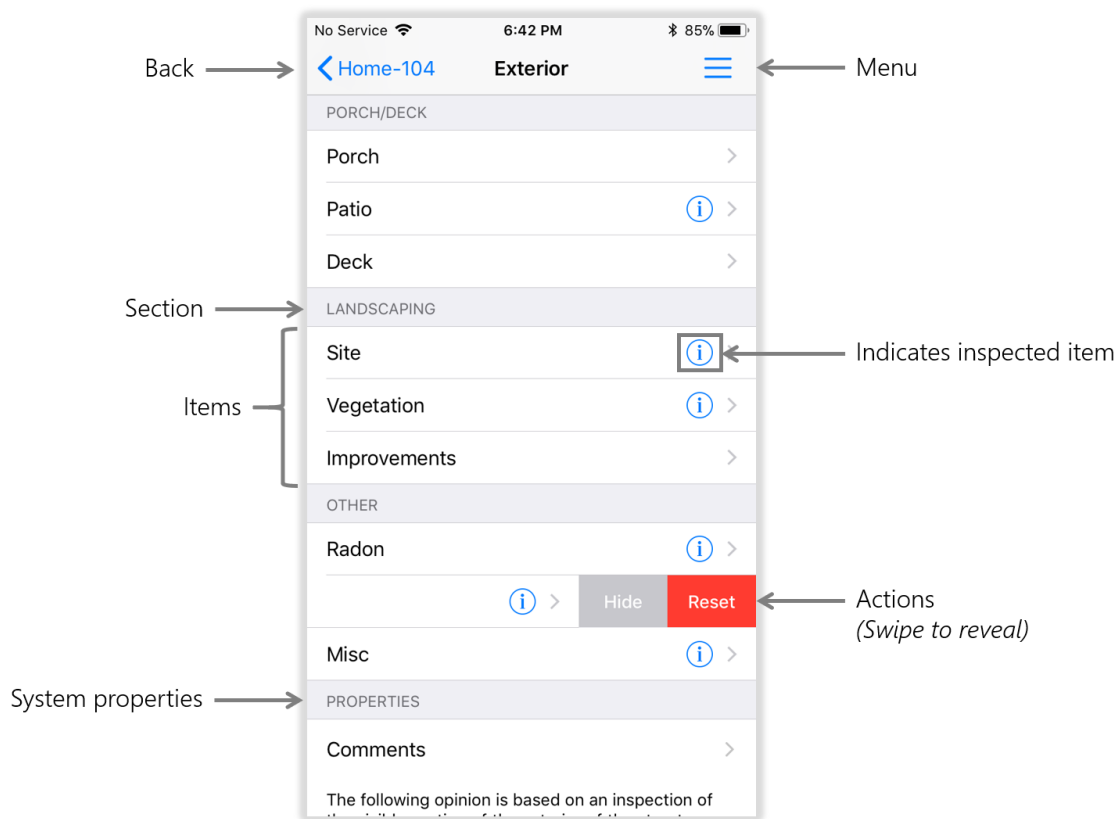 No Service 6:42 PM 85%
Back Home-104 Exterior Menu
PORCH/DECK
Porch
Patio i
Deck
Section LANDSCAPING
Site i Indicates inspected item
Items Vegetation i
Improvements
OTHER
Radon i
i Hide Reset Actions
(Swipe to reveal)
Misc i
System properties PROPERTIES
Comments
The following opinion is based on an inspection of